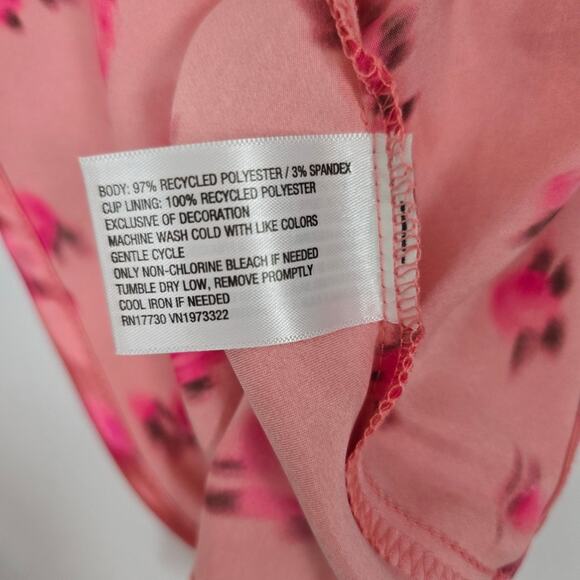 BODY: 97% RECYCLED POLYESTER / 3% SPANDEX
CUP LINING: 100% RECYCLED POLYESTER
EXCLUSIVE OF DECORATION
MACHINE WASH COLD WITH LIKE COLORS
GENTLE CYCLE
ONLY NON-CHLORINE BLEACH IF NEEDED
TUMBLE DRY LOW, REMOVE PROMPTLY
COOL IRON IF NEEDED
RN17730 VN1973322